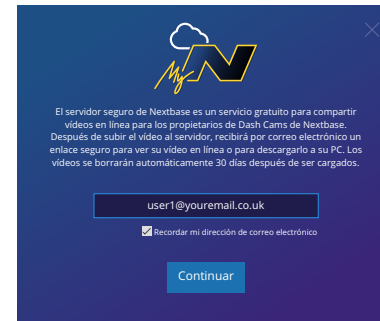 My N
El servidor seguro de Nextbase es un servicio gratuito para compartir
vídeos en línea para los propietarios de Dash Cams de Nextbase.
Después de subir el vídeo al servidor, recibirá por correo electrónico un
enlace seguro para ver su vídeo en línea o para descargarlo a su PC. Los
vídeos se borrarán automáticamente 30 días después de ser cargados.
user1@youremail.co.uk
Recordar mi dirección de correo electrónico
Continuar